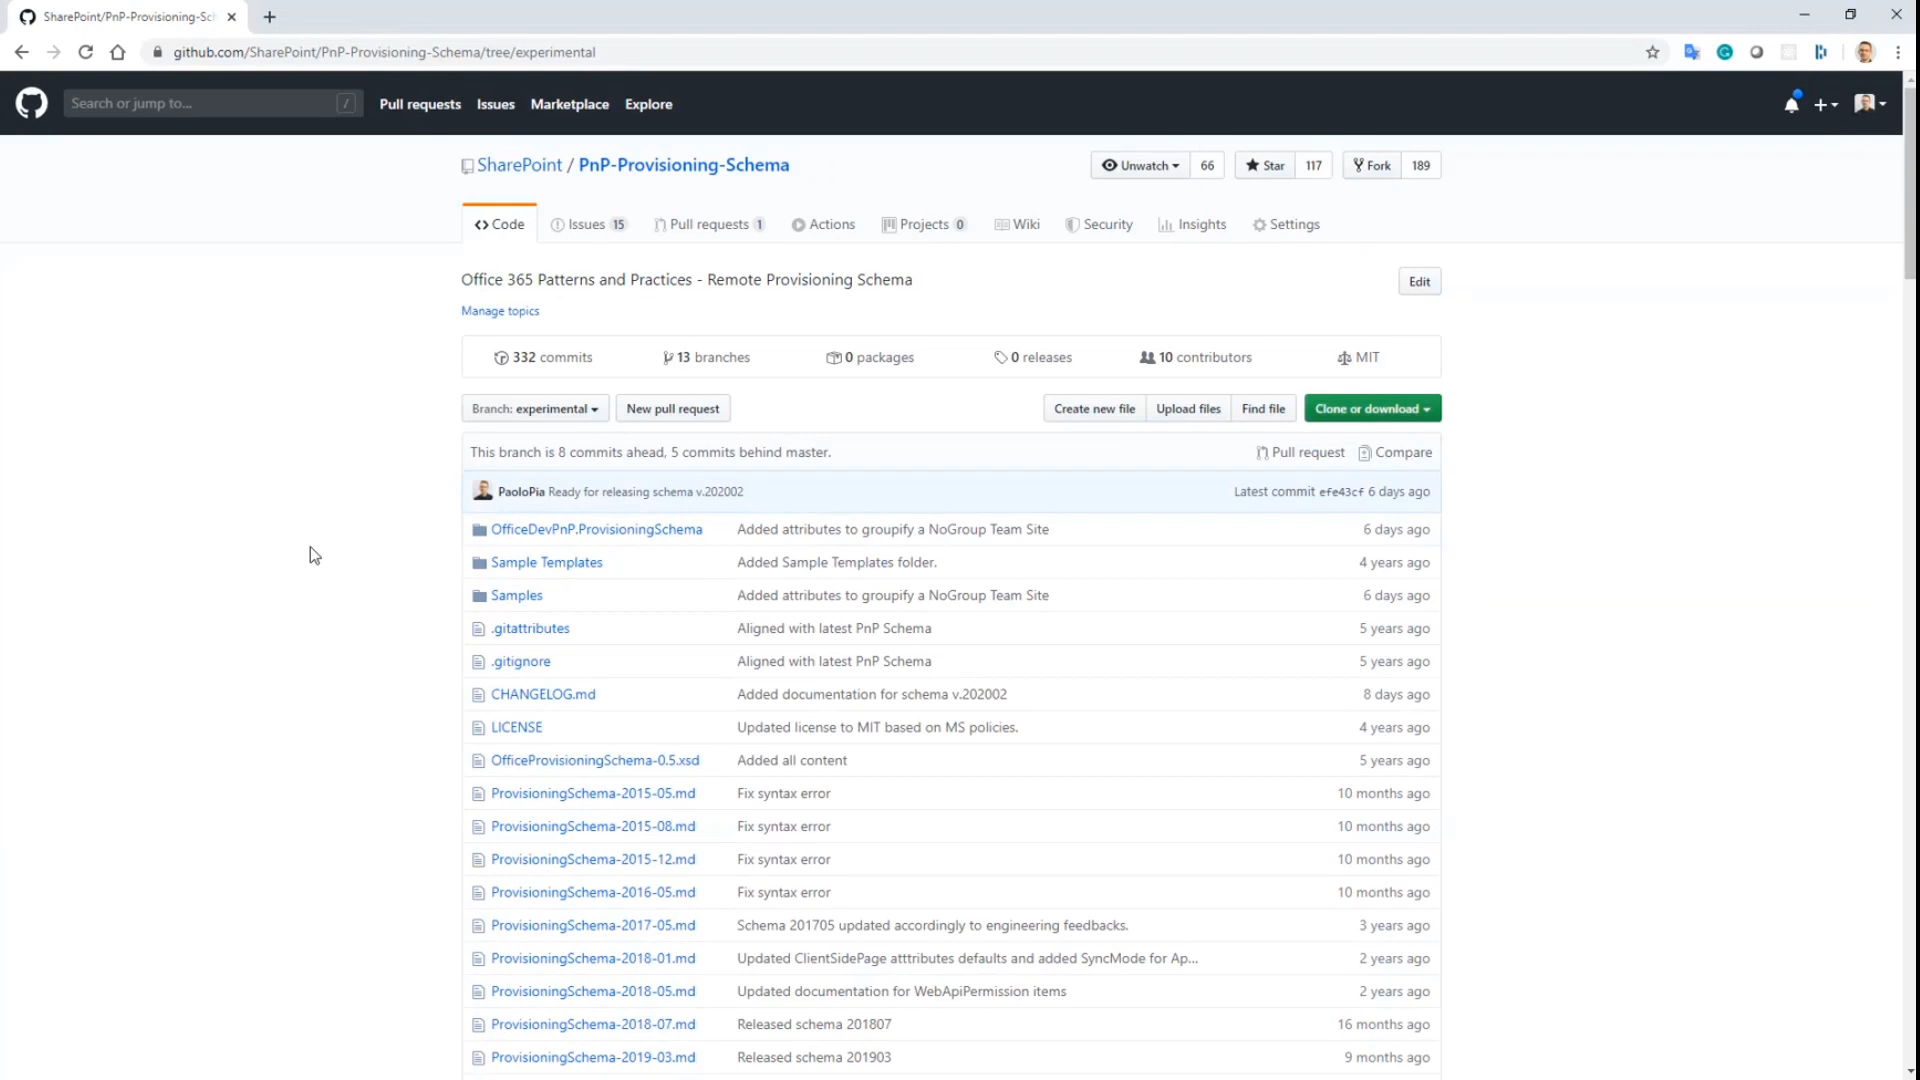 SharePoint/PnP-Provisioning-Sch
github.com/SharePoint/PnP-Provisioning-Schema/tree/experimental
Search or jump to... /
Pull requests Issues Marketplace Explore
SharePoint / PnP-Provisioning-Schema
Unwatch 66 Star 117 Fork 189
Code Issues 15 Pull requests 1 Actions Projects 0 Wiki Security Insights Settings
Office 365 Patterns and Practices - Remote Provisioning Schema Edit
Manage topics
332 commits 13 branches 0 packages 0 releases 10 contributors MIT
Branch: experimental New pull request Create new file Upload files Find file Clone or download
This branch is 8 commits ahead, 5 commits behind master. Pull request Compare
PaoloPia Ready for releasing schema v.202002 Latest commit efe43cf 6 days ago
OfficeDevPnP.ProvisioningSchema Added attributes to groupify a NoGroup Team Site 6 days ago
Sample Templates Added Sample Templates folder. 4 years ago
Samples Added attributes to groupify a NoGroup Team Site 6 days ago
.gitattributes Aligned with latest PnP Schema 5 years ago
.gitignore Aligned with latest PnP Schema 5 years ago
CHANGELOG.md Added documentation for schema v.202002 8 days ago
LICENSE Updated license to MIT based on MS policies. 4 years ago
OfficeProvisioningSchema-0.5.xsd Added all content 5 years ago
ProvisioningSchema-2015-05.md Fix syntax error 10 months ago
ProvisioningSchema-2015-08.md Fix syntax error 10 months ago
ProvisioningSchema-2015-12.md Fix syntax error 10 months ago
ProvisioningSchema-2016-05.md Fix syntax error 10 months ago
ProvisioningSchema-2017-05.md Schema 201705 updated accordingly to engineering feedbacks. 3 years ago
ProvisioningSchema-2018-01.md Updated ClientSidePage atttributes defaults and added SyncMode for Ap... 2 years ago
ProvisioningSchema-2018-05.md Updated documentation for WebApiPermission items 2 years ago
ProvisioningSchema-2018-07.md Released schema 201807 16 months ago
ProvisioningSchema-2019-03.md Released schema 201903 9 months ago